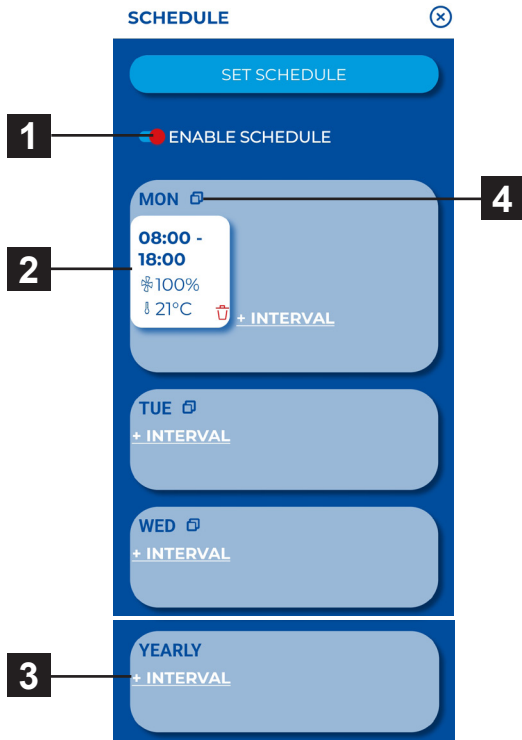 SCHEDULE
SET SCHEDULE
1
ENABLE SCHEDULE
MON
4
08:00 -
18:00
2
100%
21°C
+ INTERVAL
TUE
+ INTERVAL
WED
+ INTERVAL
YEARLY
3
+ INTERVAL